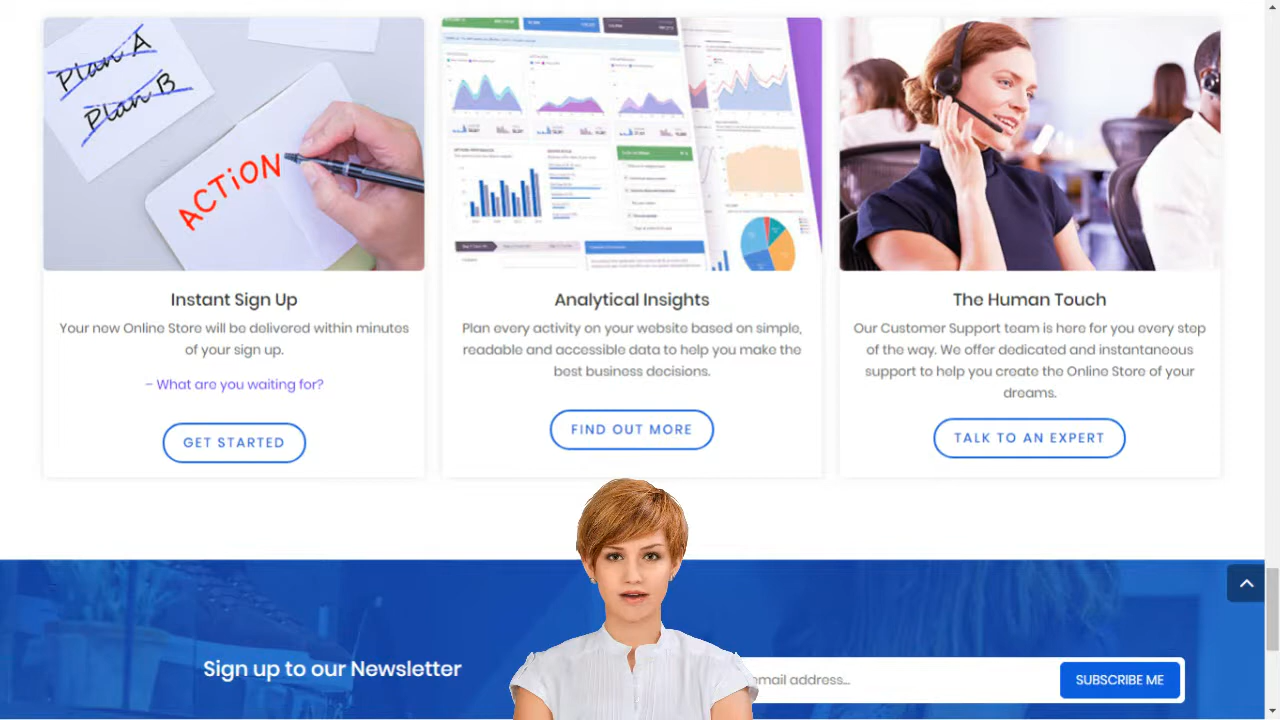 Plan A
Plan B
ACTION
Instant Sign Up
Your new Online Store will be delivered within minutes
of your sign up.
– What are you waiting for?
GET STARTED
Analytical Insights
Plan every activity on your website based on simple,
readable and accessible data to help you make the
best business decisions.
FIND OUT MORE
The Human Touch
Our Customer Support team is here for you every step
of the way. We offer dedicated and instantaneous
support to help you create the Online Store of your
dreams.
TALK TO AN EXPERT
Sign up to our Newsletter
address...
SUBSCRIBE ME